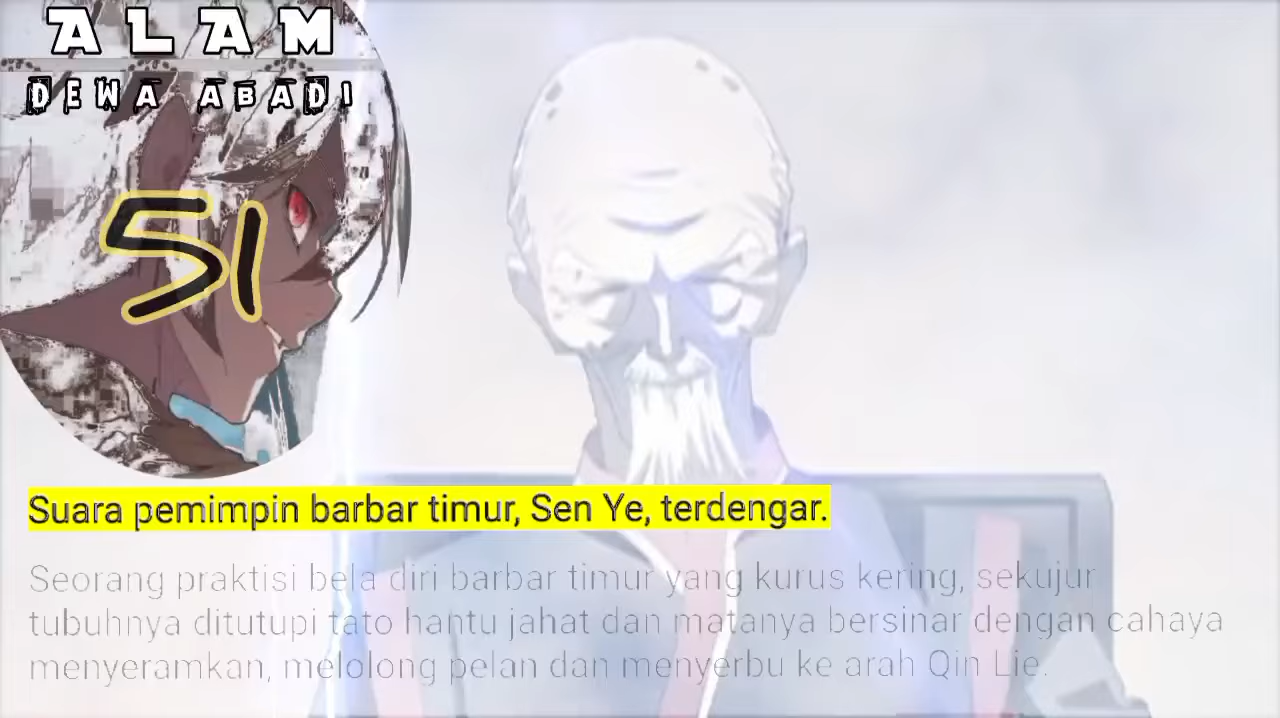 ALAM
DEWA ABADI
51
Suara pemimpin barbar timur, Sen Ye, terdengar.
Seorang praktisi bela diri barbar timur yang kurus kering, sekujur
tubuhnya ditutupi tato hantu jahat dan matanya bersinar dengan cahaya
menyeramkan, melolong pelan dan menyerbu ke arah Qin Lie.